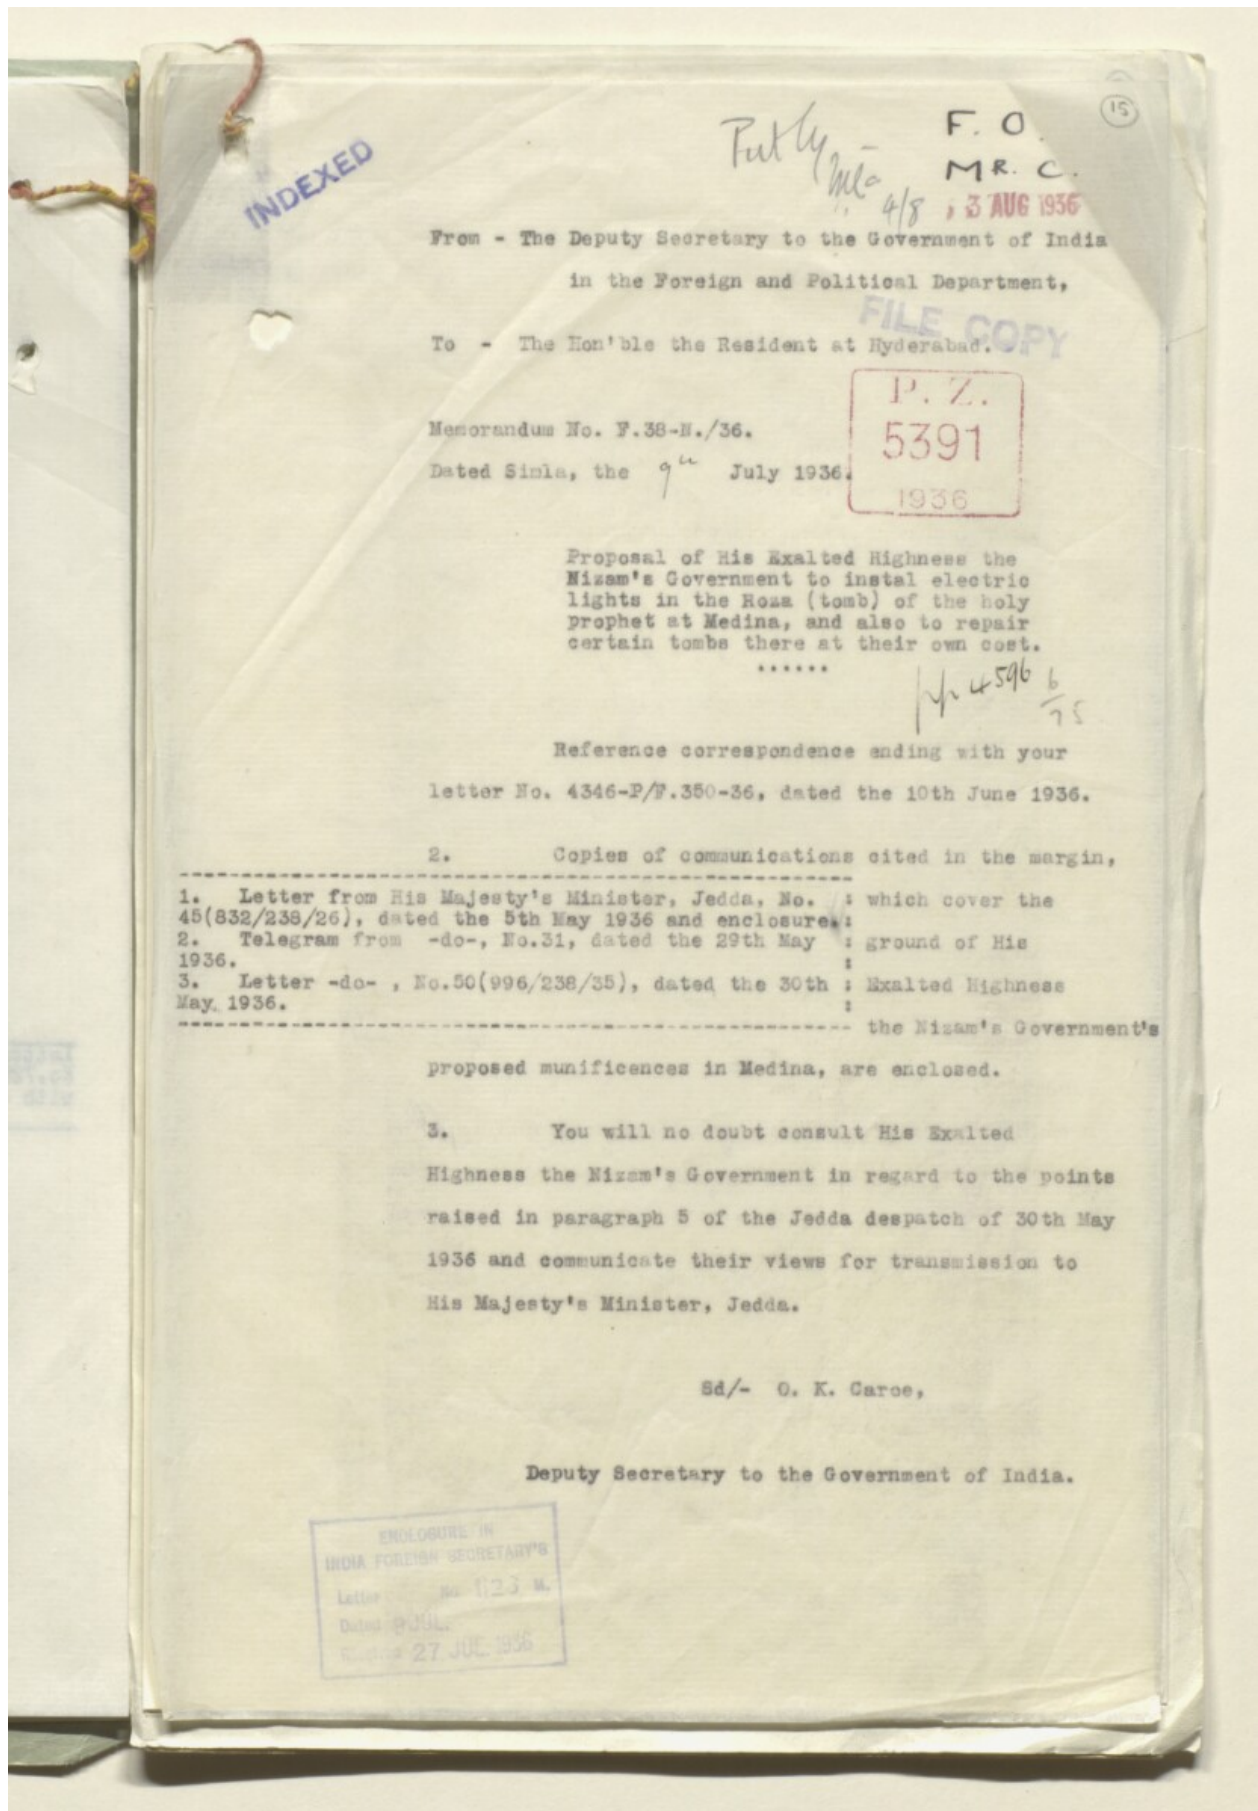 15
F. O.
MR. C.
Put by
4/8
3 AUG 1936
INDEXED
From - The Deputy Secretary to the Government of India
in the Foreign and Political Department,
FILE COPY
To - The Hon'ble the Resident at Hyderabad.
P. Z.
5391
1936
Memorandum No. F.38-N./36.
Dated Simla, the 9th July 1936.
Proposal of His Exalted Highness the
Nizam's Government to instal electric
lights in the Roza (tomb) of the holy
prophet at Medina, and also to repair
certain tombs there at their own cost.
......
pp 4596
Reference correspondence ending with your
letter No. 4346-P/F.350-36, dated the 10th June 1936.
2. Copies of communications cited in the margin,
1. Letter from His Majesty's Minister, Jedda, No. : which cover the
45(832/238/26), dated the 5th May 1936 and enclosure. :
2. Telegram from -do-, No.31, dated the 29th May : ground of His
1936. :
3. Letter -do- , No.50(996/238/35), dated the 30th : Exalted Highness
May 1936. :
the Nizam's Government's
proposed munificences in Medina, are enclosed.
3. You will no doubt consult His Exalted
Highness the Nizam's Government in regard to the points
raised in paragraph 5 of the Jedda despatch of 30th May
1936 and communicate their views for transmission to
His Majesty's Minister, Jedda.
Sd/- O. K. Caroe,
Deputy Secretary to the Government of India.
ENCLOSURE IN
INDIA FOREIGN SECRETARY'S
Letter No. 112 M.
Dated 9 JUL.
27 JUL 1936